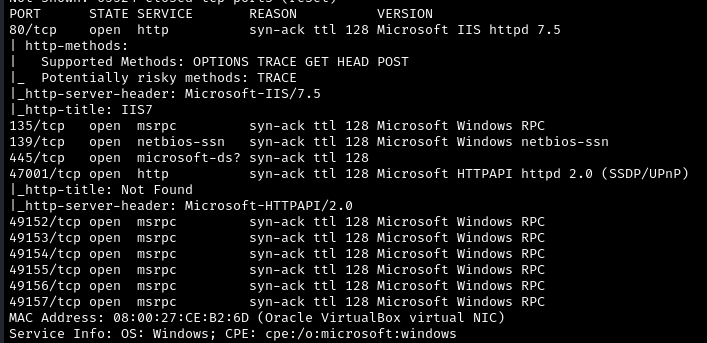 Not shown: 65524 closed tcp ports (reset)
PORT      STATE SERVICE       REASON          VERSION
80/tcp    open  http          syn-ack ttl 128 Microsoft IIS httpd 7.5
| http-methods:
|   Supported Methods: OPTIONS TRACE GET HEAD POST
|_  Potentially risky methods: TRACE
|_http-server-header: Microsoft-IIS/7.5
|_http-title: IIS7
135/tcp   open  msrpc         syn-ack ttl 128 Microsoft Windows RPC
139/tcp   open  netbios-ssn   syn-ack ttl 128 Microsoft Windows netbios-ssn
445/tcp   open  microsoft-ds? syn-ack ttl 128
47001/tcp open  http          syn-ack ttl 128 Microsoft HTTPAPI httpd 2.0 (SSDP/UPnP)
|_http-title: Not Found
|_http-server-header: Microsoft-HTTPAPI/2.0
49152/tcp open  msrpc         syn-ack ttl 128 Microsoft Windows RPC
49153/tcp open  msrpc         syn-ack ttl 128 Microsoft Windows RPC
49154/tcp open  msrpc         syn-ack ttl 128 Microsoft Windows RPC
49155/tcp open  msrpc         syn-ack ttl 128 Microsoft Windows RPC
49156/tcp open  msrpc         syn-ack ttl 128 Microsoft Windows RPC
49157/tcp open  msrpc         syn-ack ttl 128 Microsoft Windows RPC
MAC Address: 08:00:27:CE:B2:6D (Oracle VirtualBox virtual NIC)
Service Info: OS: Windows; CPE: cpe:/o:microsoft:windows